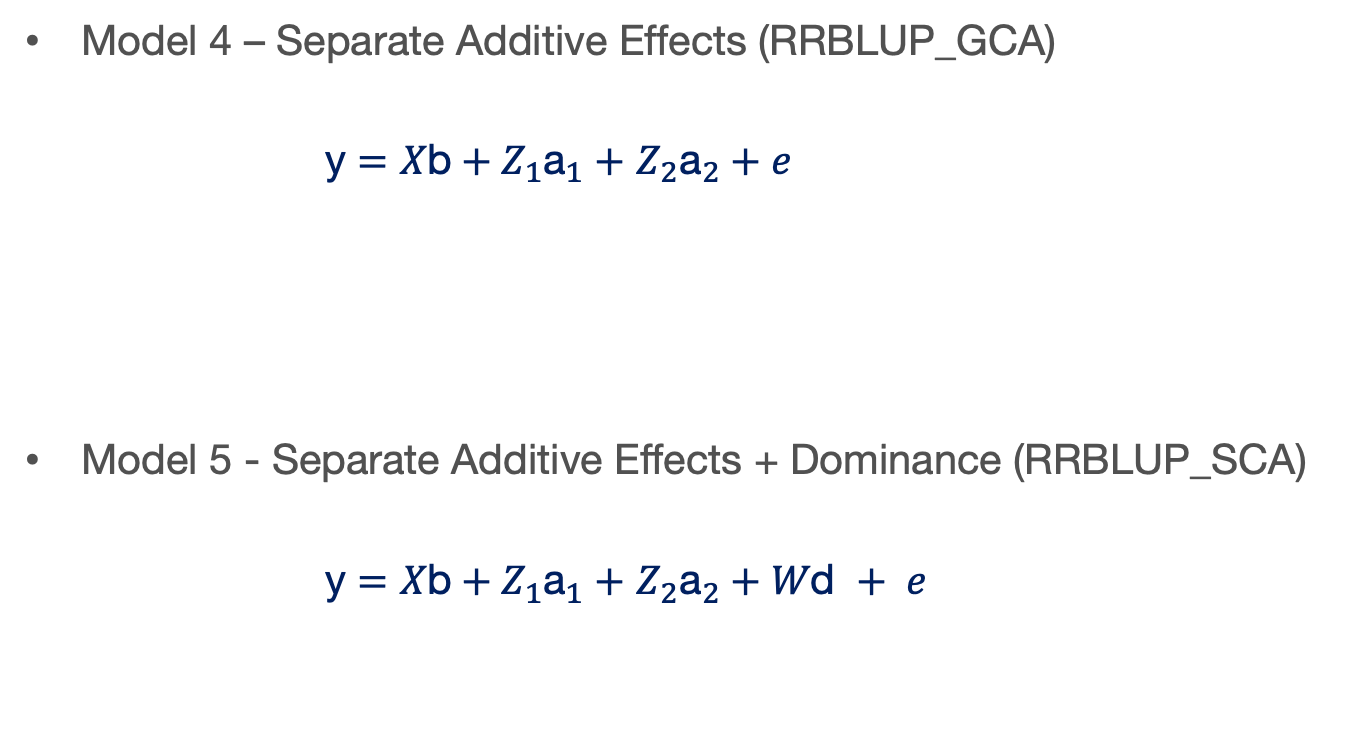 • Model 4 – Separate Additive Effects (RRBLUP_GCA)
y = Xb + Z₁a₁ + Z₂a₂ + e
• Model 5 - Separate Additive Effects + Dominance (RRBLUP_SCA)
y = Xb + Z₁a₁ + Z₂a₂ + Wd + e